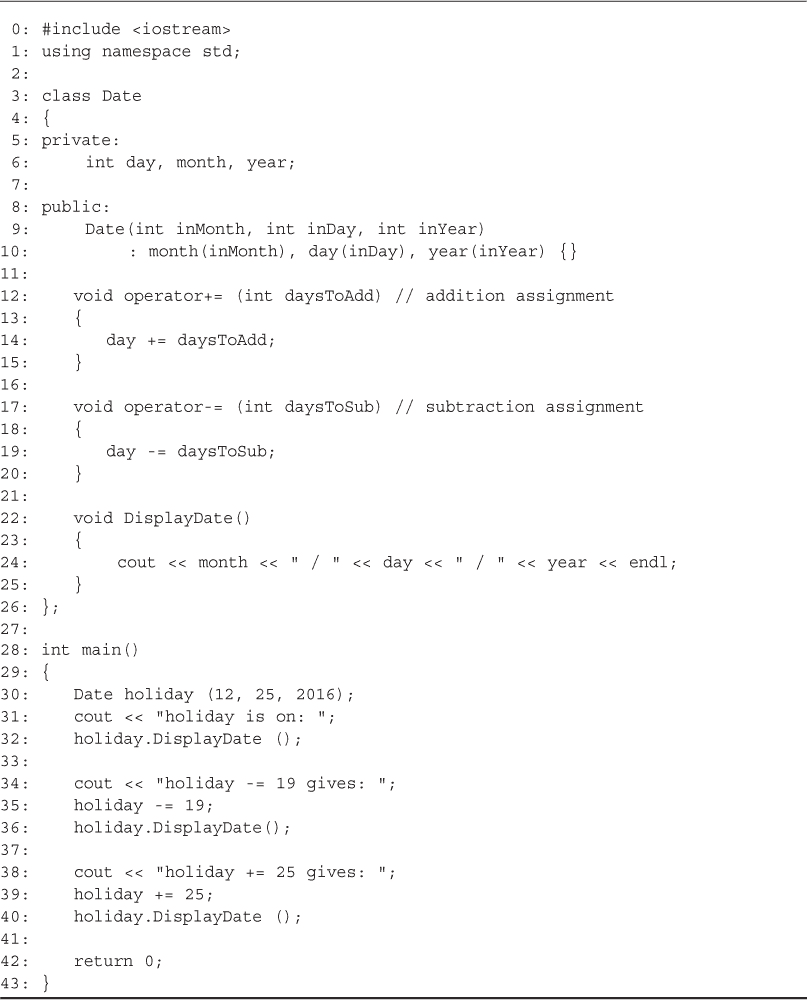 0: #include <iostream>
1: using namespace std;
2:
3: class Date
4: {
5: private:
6:     int day, month, year;
7:
8: public:
9:     Date(int inMonth, int inDay, int inYear)
10:         : month(inMonth), day(inDay), year(inYear) {}
11:
12:    void operator+= (int daysToAdd) // addition assignment
13:    {
14:       day += daysToAdd;
15:    }
16:
17:    void operator-= (int daysToSub) // subtraction assignment
18:    {
19:       day -= daysToSub;
20:    }
21:
22:    void DisplayDate()
23:    {
24:        cout << month << " / " << day << " / " << year << endl;
25:    }
26: };
27:
28: int main()
29: {
30:    Date holiday (12, 25, 2016);
31:    cout << "holiday is on: ";
32:    holiday.DisplayDate ();
33:
34:    cout << "holiday -= 19 gives: ";
35:    holiday -= 19;
36:    holiday.DisplayDate();
37:
38:    cout << "holiday += 25 gives: ";
39:    holiday += 25;
40:    holiday.DisplayDate ();
41:
42:    return 0;
43: }